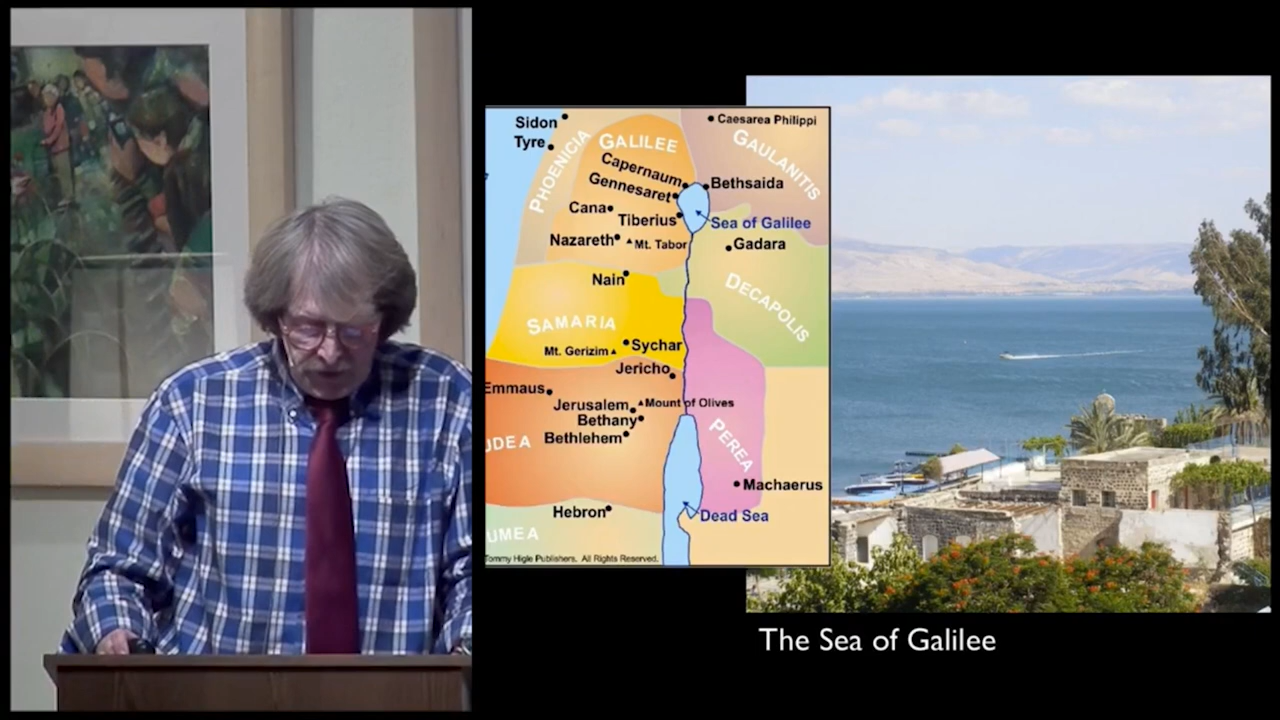 Sidon
Tyre
PHOENICIA
GALILEE
Caesarea Philippi
GAULANITIS
Capernaum
Gennesaret
Bethsaida
Cana
Tiberius
Sea of Galilee
Nazareth
Mt. Tabor
Gadara
Nain
DECAPOLIS
SAMARIA
Mt. Gerizim
Sychar
Jericho
Emmaus
Jerusalem
Mount of Olives
Bethany
Bethlehem
UDEA
PEREA
Machaerus
Hebron
Dead Sea
UMEA
Tommy Higle Publishers. All Rights Reserved.
The Sea of Galilee